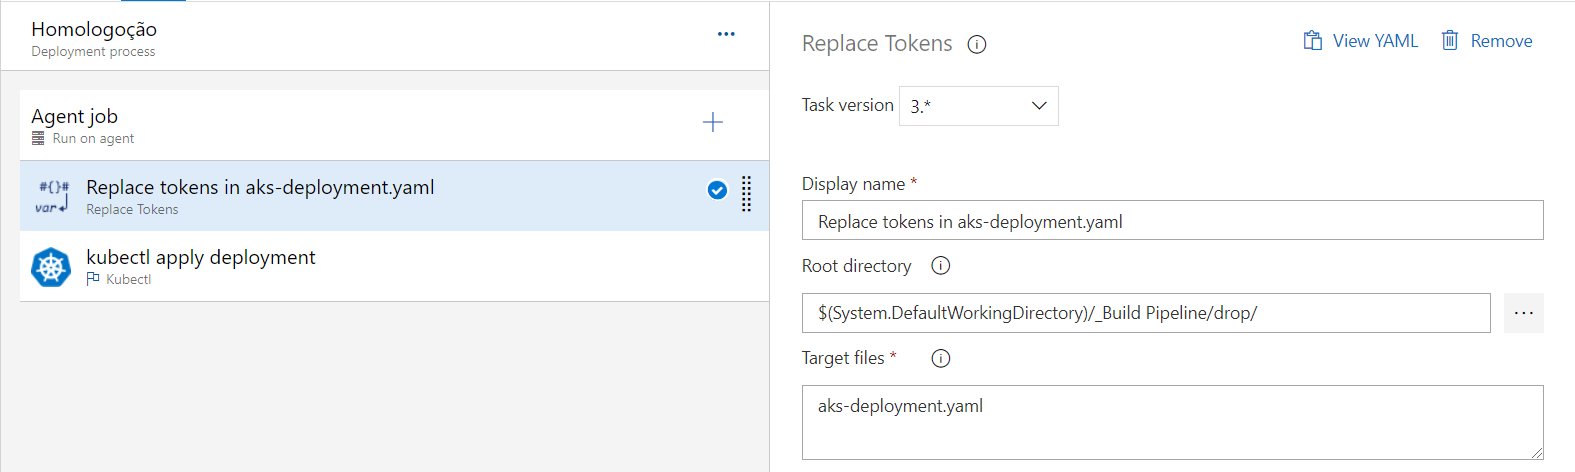 Homologoção
Deployment process
...
Agent job
Run on agent
#{}#
var
Replace tokens in aks-deployment.yaml
Replace Tokens
kubectl apply deployment
Kubectl
Replace Tokens
View YAML
Remove
Task version
3.*
Display name *
Replace tokens in aks-deployment.yaml
Root directory
$(System.DefaultWorkingDirectory)/_Build Pipeline/drop/
...
Target files *
aks-deployment.yaml